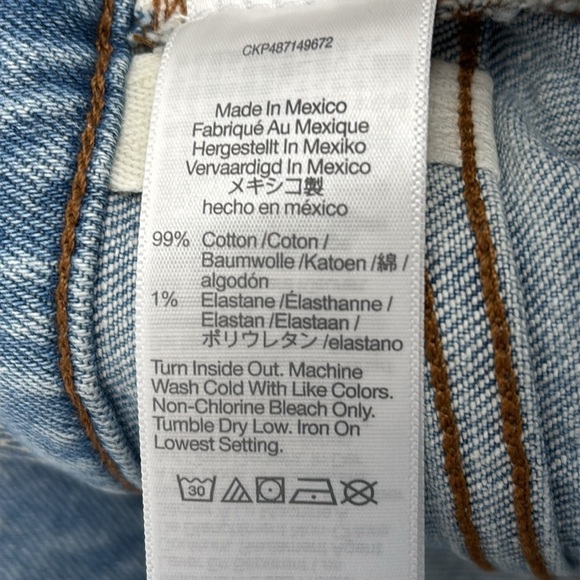 CKP487149672
Made In Mexico
Fabriqué Au Mexique
Hergestellt In Mexiko
Vervaardigd In Mexico
メキシコ製
hecho en méxico
99% Cotton /Coton /
Baumwolle /Katoen /綿 /
algodón
1% Elastane /Élasthanne /
Elastan /Elastaan /
ポリウレタン /elastano
Turn Inside Out. Machine
Wash Cold With Like Colors.
Non-Chlorine Bleach Only.
Tumble Dry Low. Iron On
Lowest Setting.
30